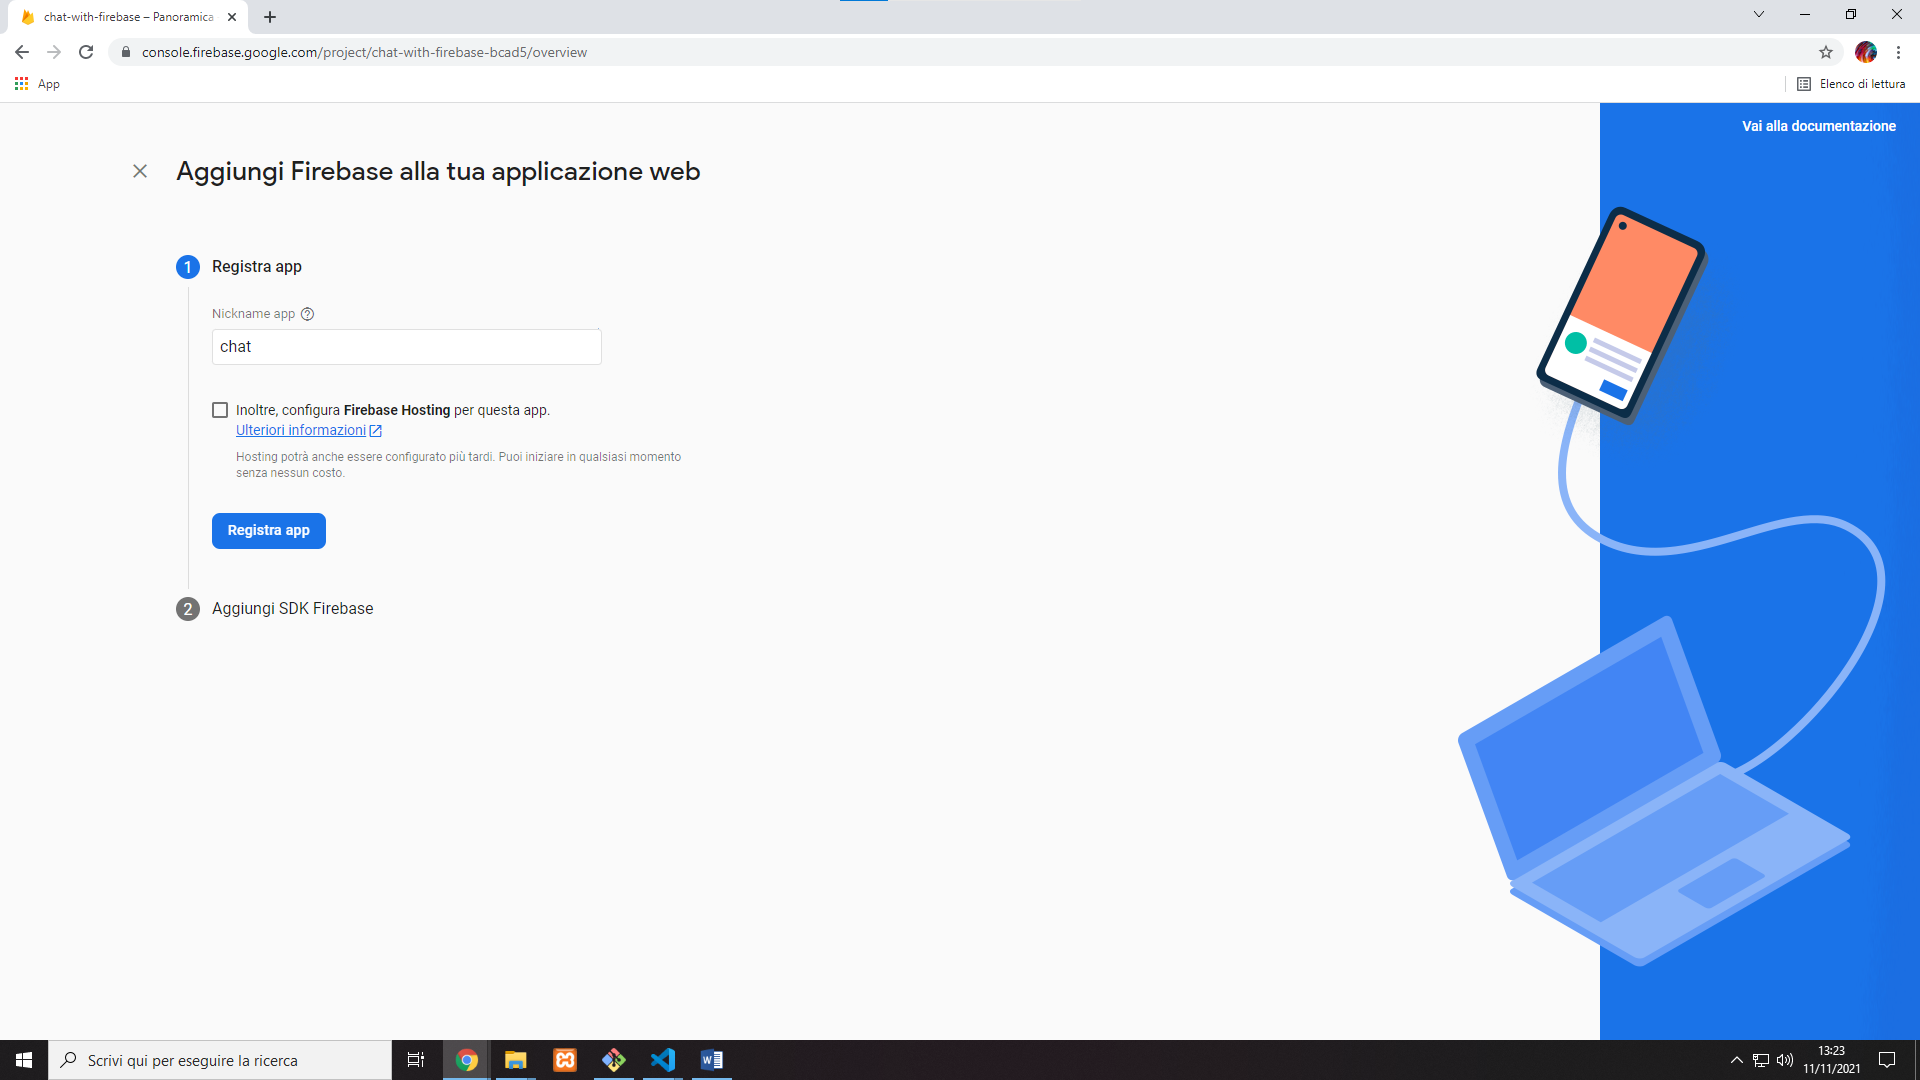 chat-with-firebase – Panoramica
console.firebase.google.com/project/chat-with-firebase-bcad5/overview
App
Elenco di lettura
Vai alla documentazione
Aggiungi Firebase alla tua applicazione web
1 Registra app
Nickname app
chat
Inoltre, configura Firebase Hosting per questa app.
Ulteriori informazioni
Hosting potrà anche essere configurato più tardi. Puoi iniziare in qualsiasi momento
senza nessun costo.
Registra app
2 Aggiungi SDK Firebase
Scrivi qui per eseguire la ricerca
13:23
11/11/2021